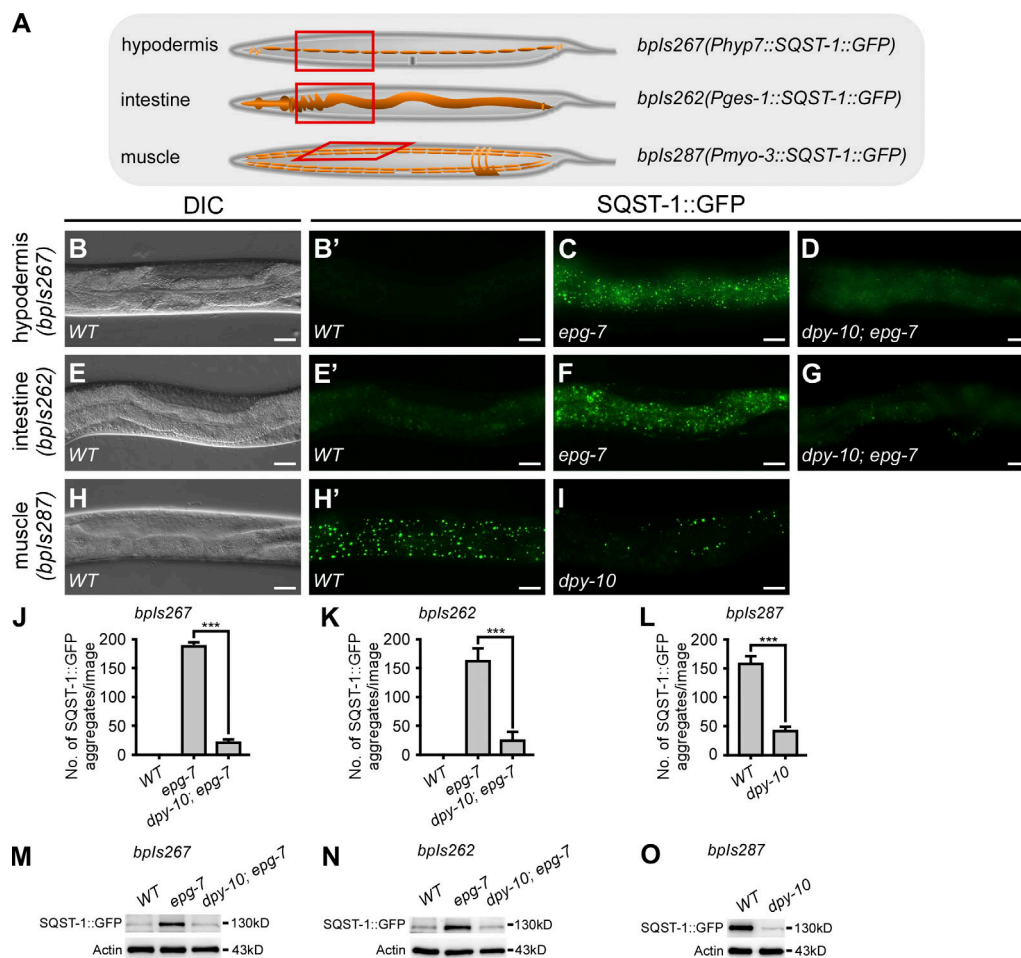 A
hypodermis bpIs267(Phyp7::SQST-1::GFP)
intestine bpIs262(Pges-1::SQST-1::GFP)
muscle bpIs287(Pmyo-3::SQST-1::GFP)
DIC SQST-1::GFP
hypodermis
(bpIs267)
B B' C D
WT WT epg-7 dpy-10; epg-7
intestine
(bpIs262)
E E' F G
WT WT epg-7 dpy-10; epg-7
muscle
(bpIs287)
H H' I
WT WT dpy-10
J bpIs267
No. of SQST-1::GFP
aggregates/image
200
150
100
50
0
***
WT epg-7 dpy-10; epg-7
K bpIs262
No. of SQST-1::GFP
aggregates/image
200
150
100
50
0
***
WT epg-7 dpy-10; epg-7
L bpIs287
No. of SQST-1::GFP
aggregates/image
200
150
100
50
0
***
WT dpy-10
M bpIs267
WT epg-7 dpy-10; epg-7
SQST-1::GFP 130kD
Actin 43kD
N bpIs262
WT epg-7 dpy-10; epg-7
SQST-1::GFP 130kD
Actin 43kD
O bpIs287
WT dpy-10
SQST-1::GFP 130kD
Actin 43kD